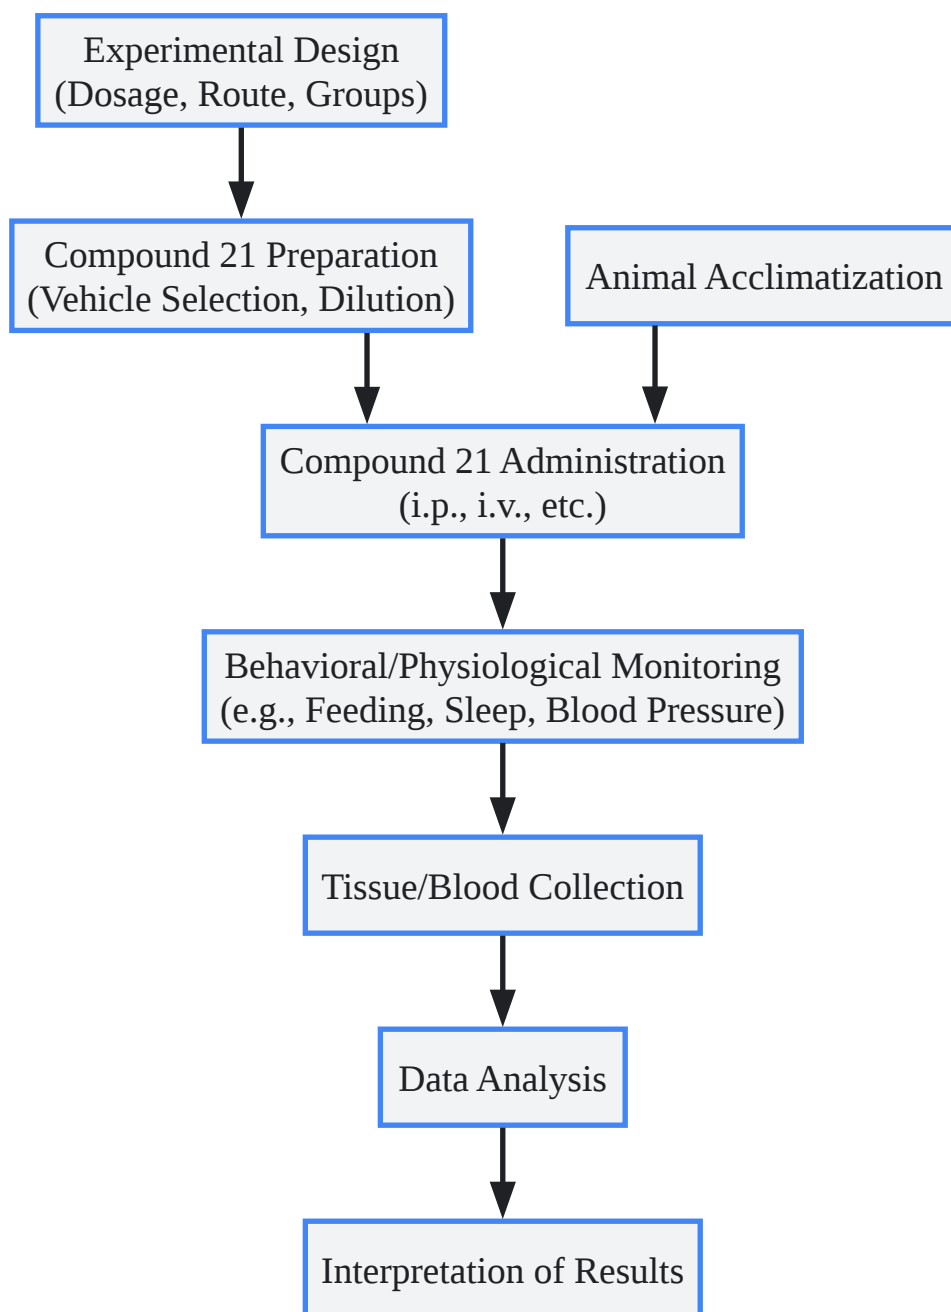 Experimental Design
(Dosage, Route, Groups)
Compound 21 Preparation
(Vehicle Selection, Dilution)
Animal Acclimatization
Compound 21 Administration
(i.p., i.v., etc.)
Behavioral/Physiological Monitoring
(e.g., Feeding, Sleep, Blood Pressure)
Tissue/Blood Collection
Data Analysis
Interpretation of Results